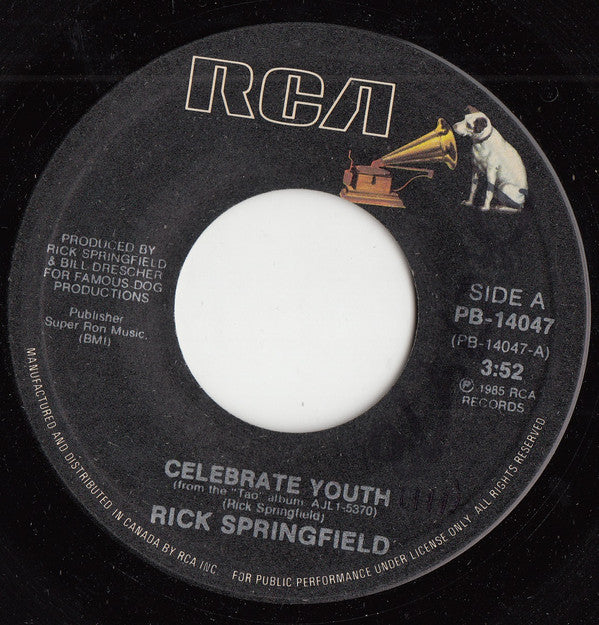 RCA
PRODUCED BY
RICK SPRINGFIELD
& BILL DRESCHER
FOR FAMOUS DOG
PRODUCTIONS
Publisher
Super Ron Music.
(BMI)
SIDE A
PB-14047
(PB-14047-A)
3:52
℗ 1985 RCA
RECORDS
CELEBRATE YOUTH
(from the "Tao" album AJL1-5370)
(Rick Springfield)
RICK SPRINGFIELD
MANUFACTURED AND DISTRIBUTED IN CANADA BY RCA INC. FOR PUBLIC PERFORMANCE UNDER LICENSE ONLY. ALL RIGHTS RESERVED